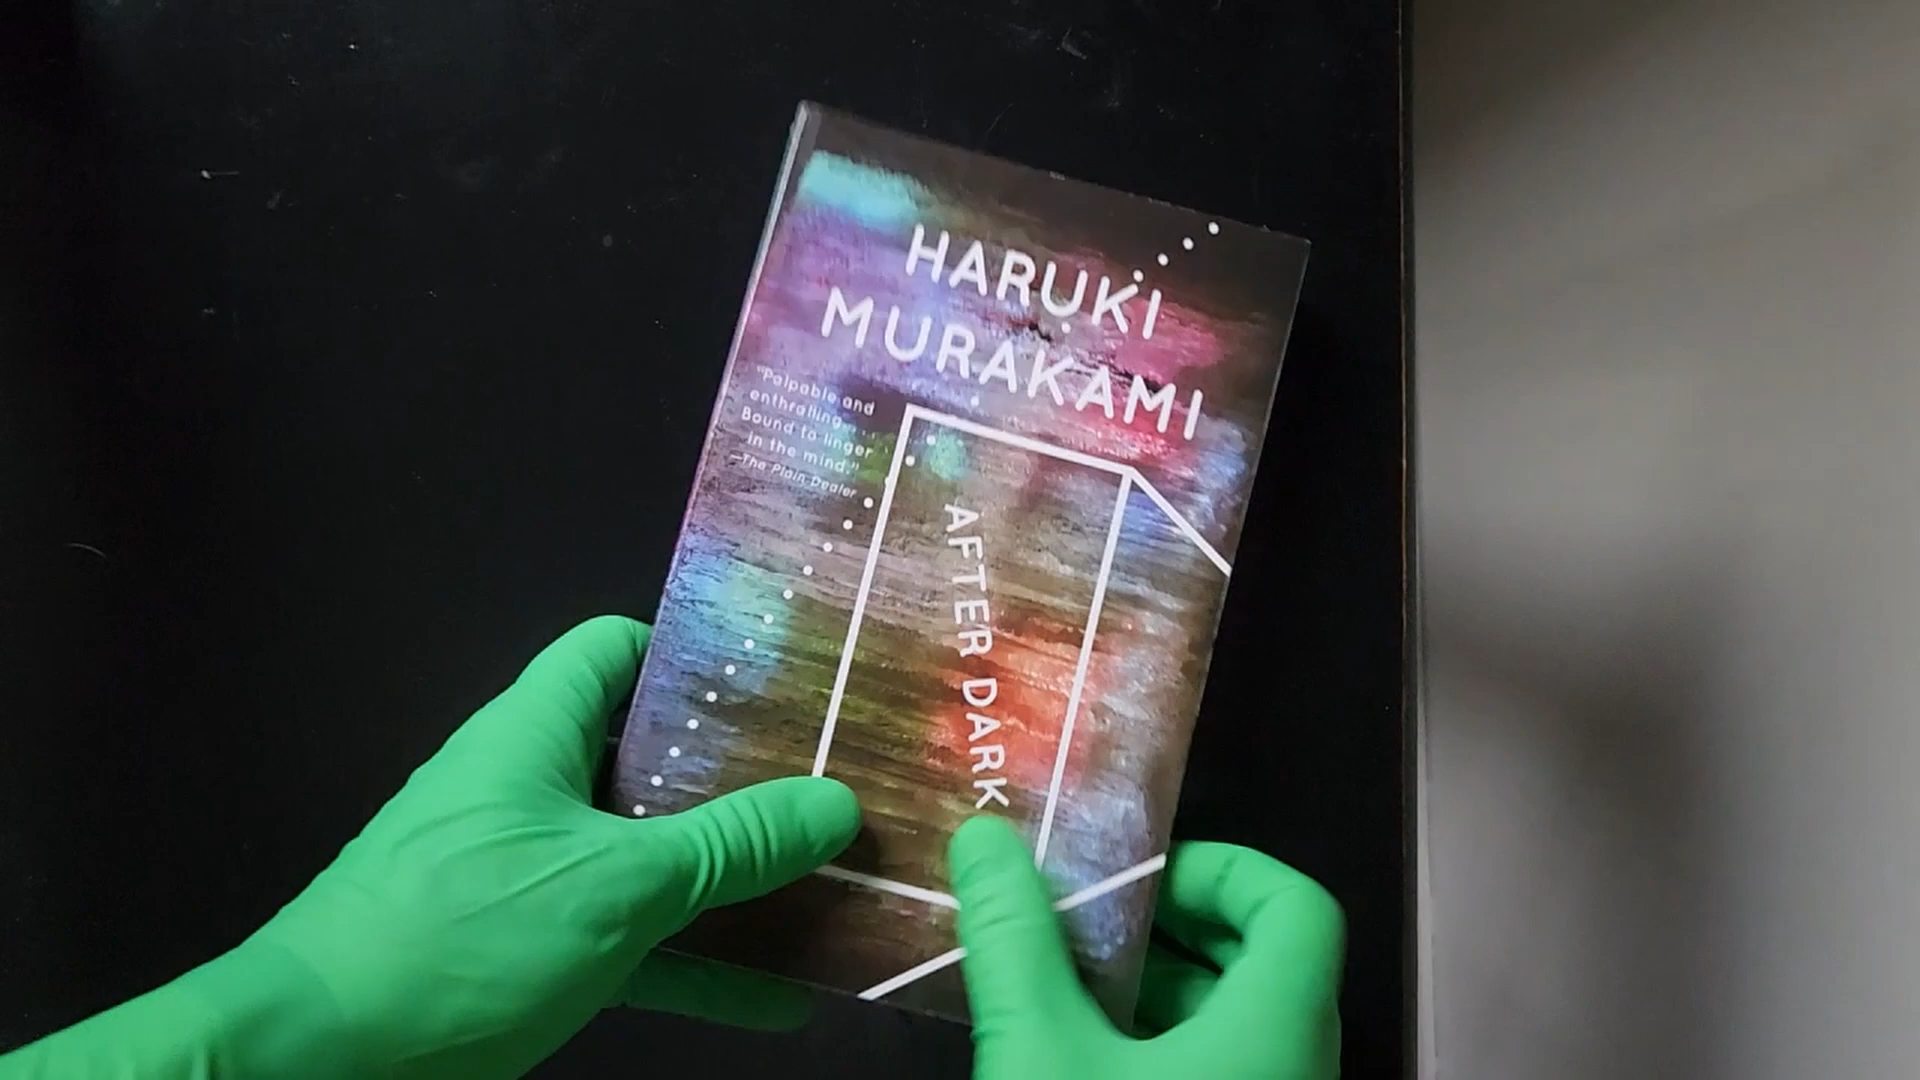 HARUKI
MURAKAMI
“Palpable and
enthralling....
Bound to linger
in the mind.”
—The Plain Dealer
AFTER DARK